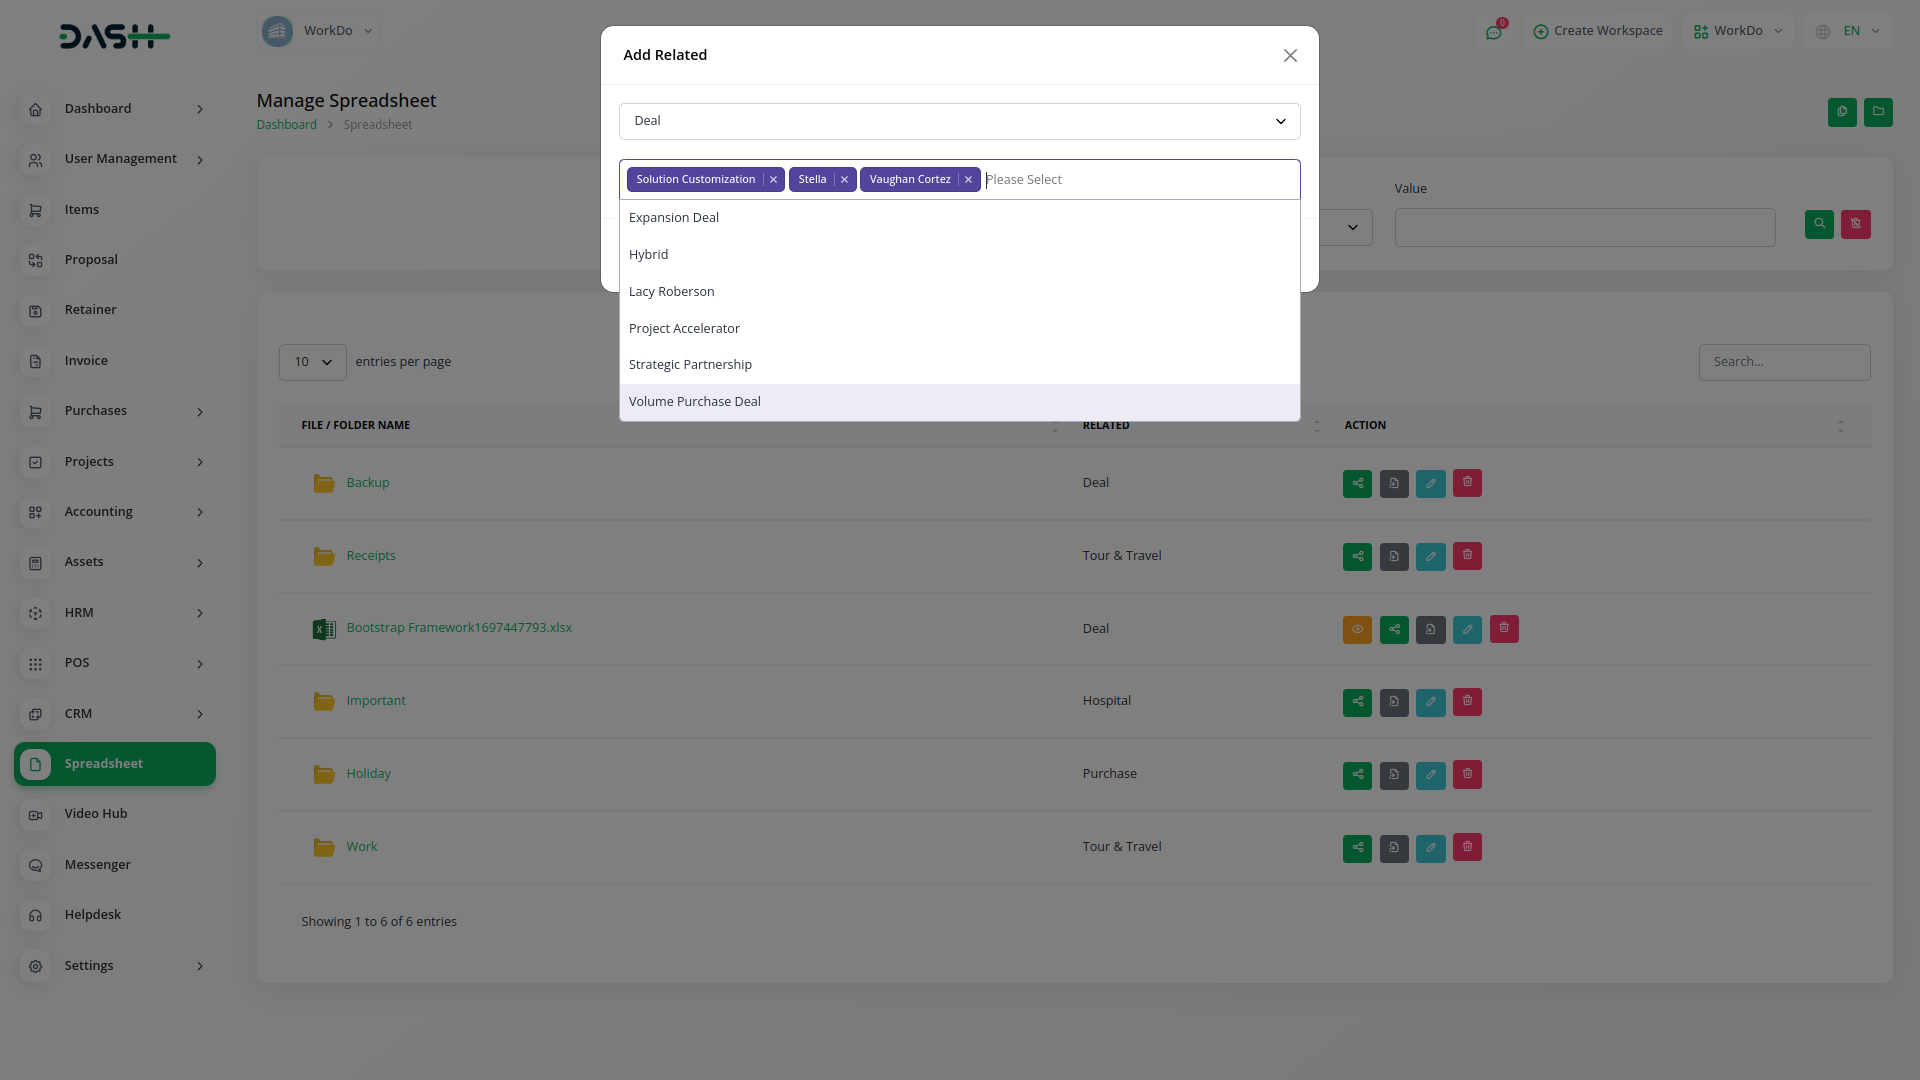 DASH
WorkDo
Add Related
0
Create Workspace
WorkDo
EN
Manage Spreadsheet
Dashboard
Spreadsheet
Deal
Solution Customization
Stella
Vaughan Cortez
Please Select
Expansion Deal
Hybrid
Lacy Roberson
Project Accelerator
Strategic Partnership
Volume Purchase Deal
Value
Dashboard
User Management
Items
Proposal
Retainer
Invoice
Purchases
Projects
Accounting
Assets
HRM
POS
CRM
Spreadsheet
Video Hub
Messenger
Helpdesk
Settings
10 entries per page
Search...
FILE / FOLDER NAME RELATED ACTION
Backup Deal
Receipts Tour & Travel
Bootstrap Framework1697447793.xlsx Deal
Important Hospital
Holiday Purchase
Work Tour & Travel
Showing 1 to 6 of 6 entries